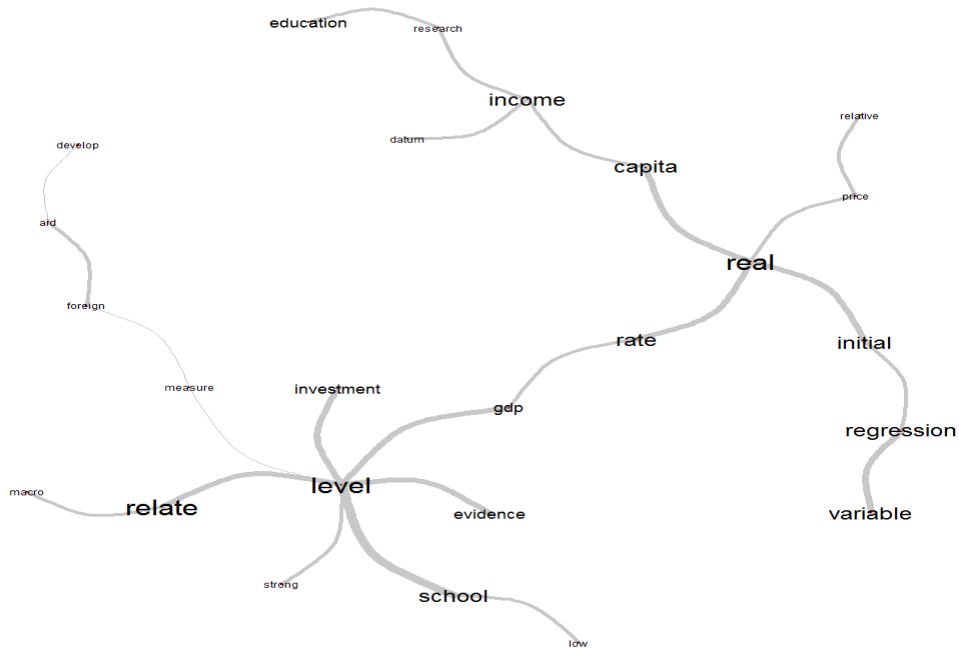 education
research
income
datum
relative
develop
capita
price
aid
real
foreign
rate
initial
measure
investment
gdp
regression
level
macro
relate
evidence
variable
strong
school
low